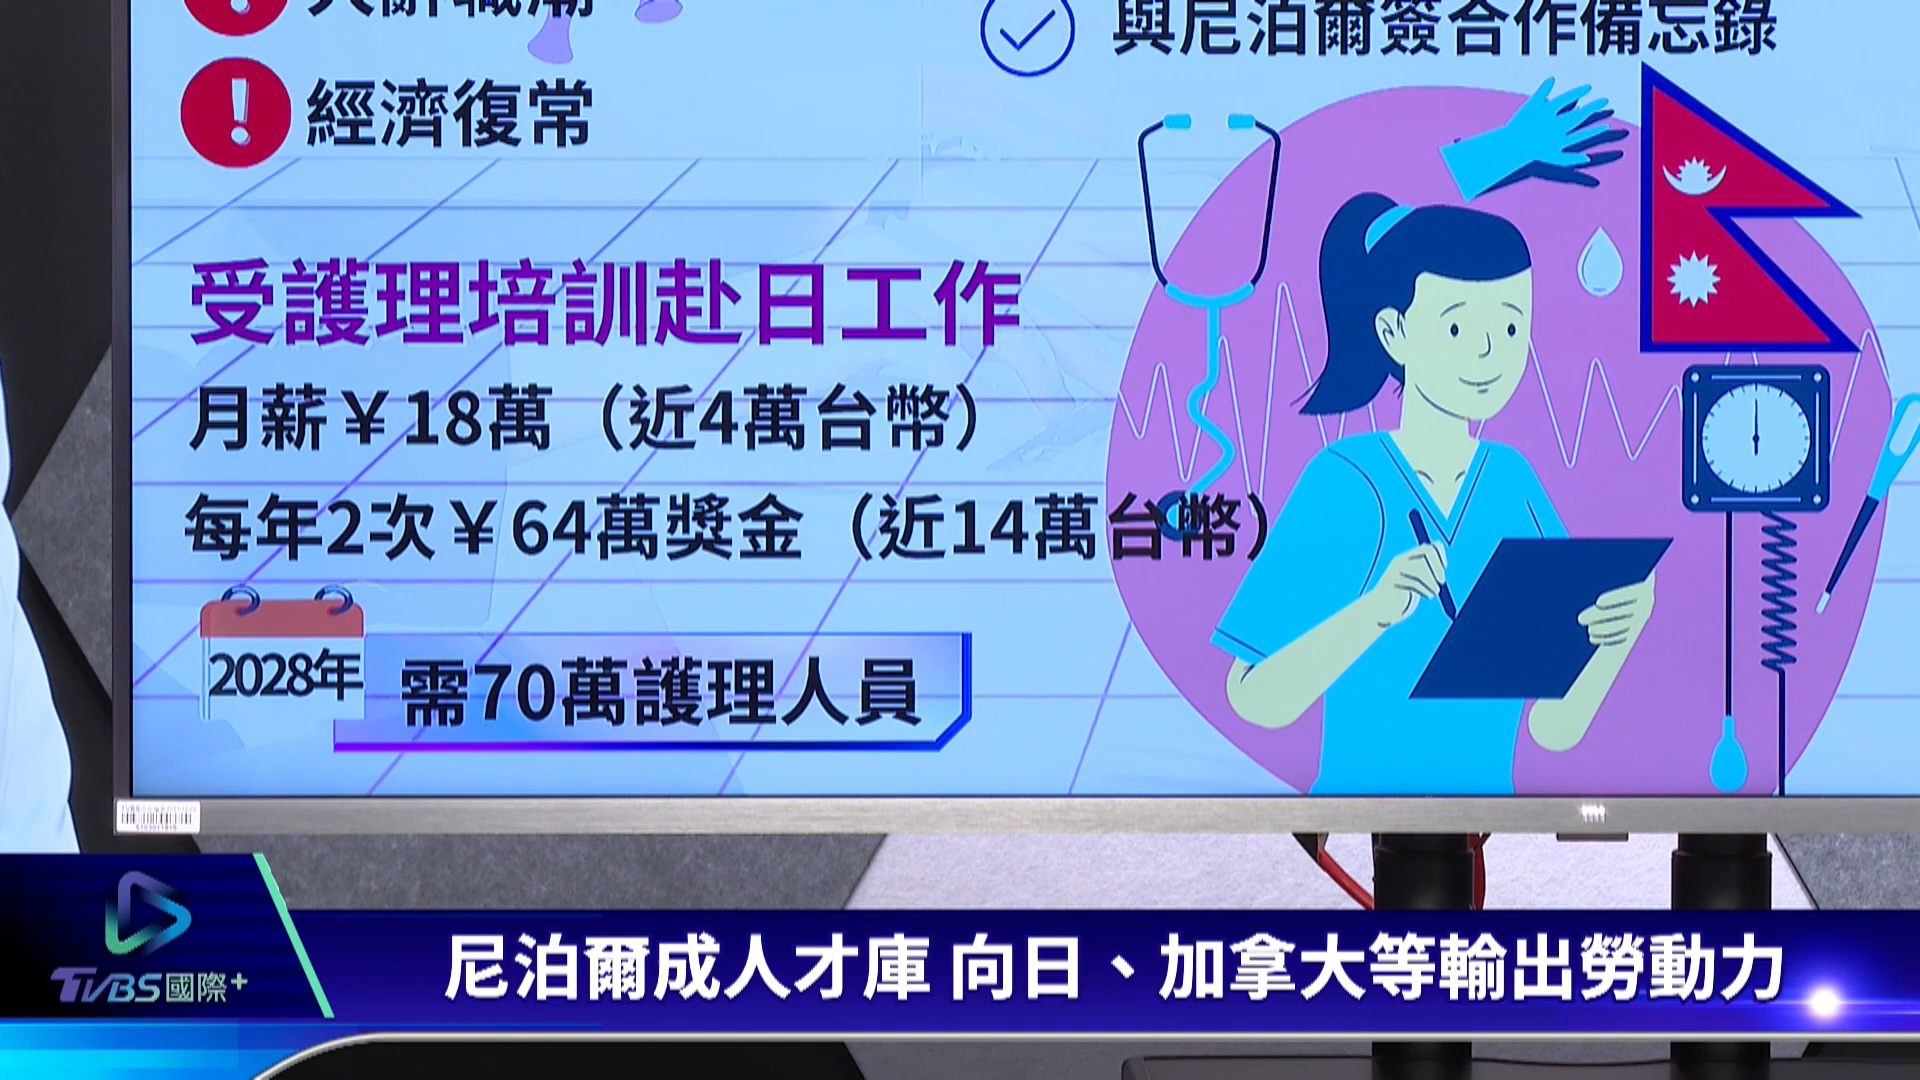 大辭職潮
與尼泊爾簽合作備忘錄
經濟復常
受護理培訓赴日工作
月薪￥18萬（近4萬台幣）
每年2次￥64萬獎金（近14萬台幣）
2028年
需70萬護理人員
尼泊爾成人才庫 向日、加拿大等輸出勞動力
TVBS國際+